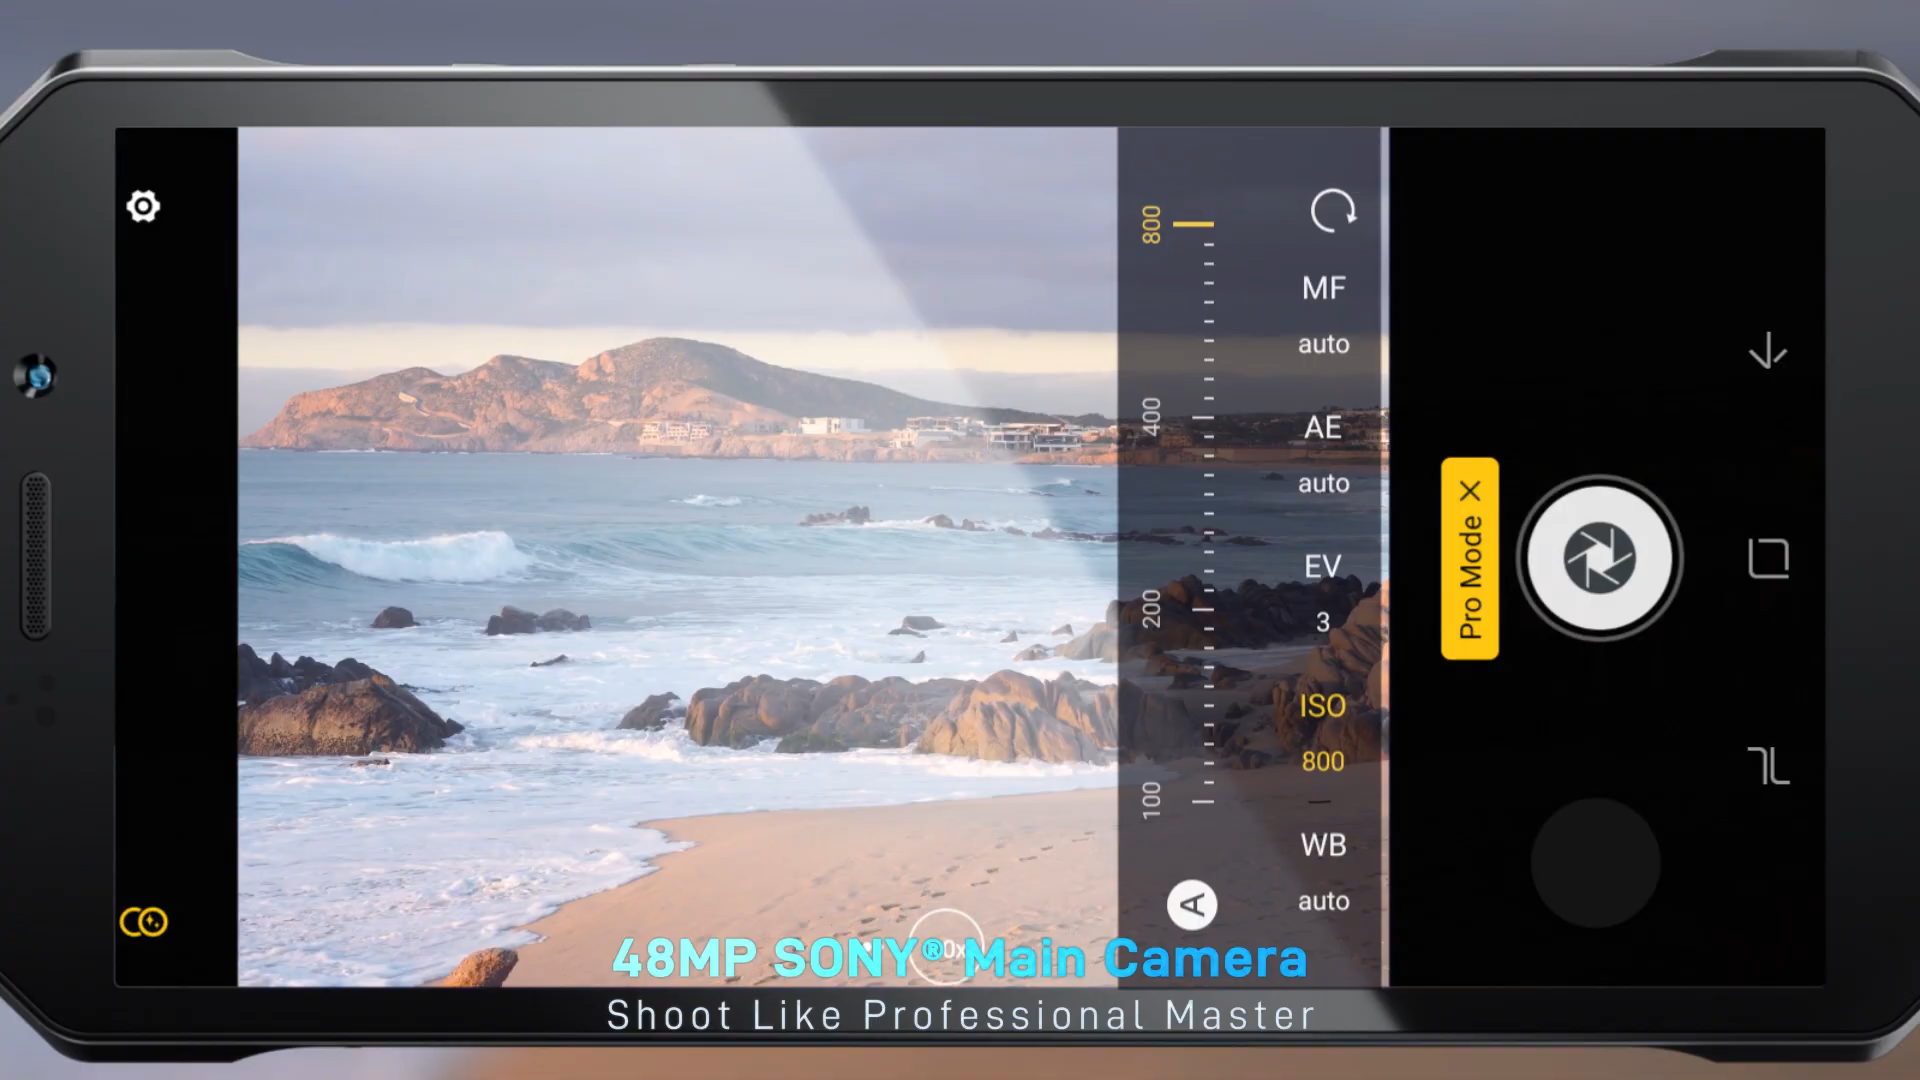 800
400
200
100
A
MF
auto
AE
auto
EV
3
ISO
800
WB
auto
Pro Mode X
48MP SONY® Main Camera
Shoot Like Professional Master